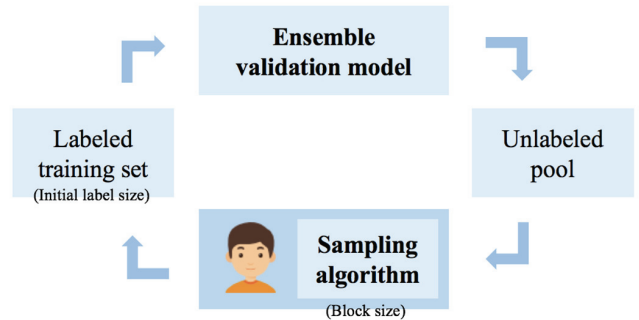 Ensemble
validation model
Labeled
training set
(Initial label size)
Unlabeled
pool
Sampling
algorithm
(Block size)